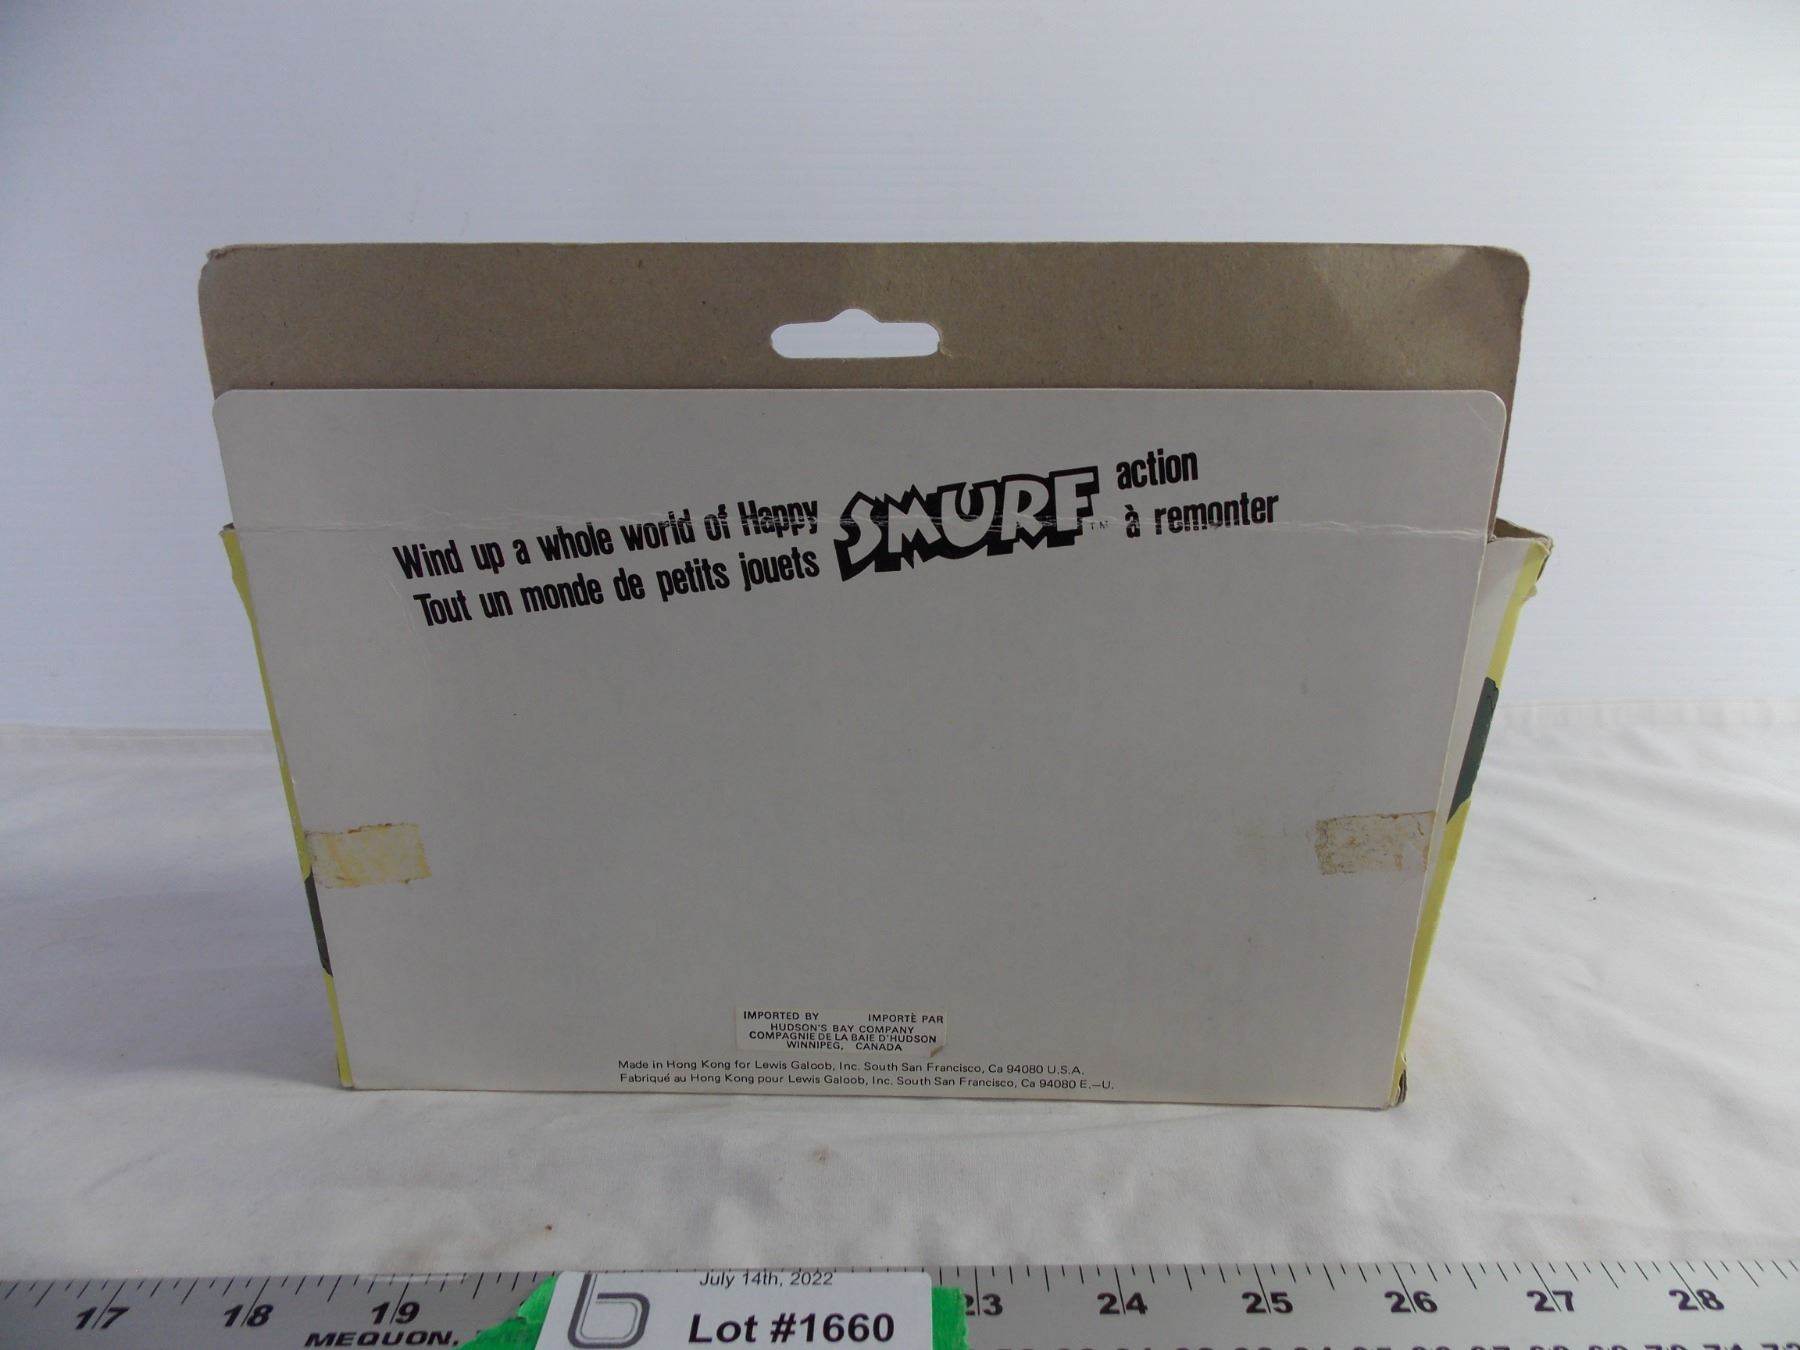 Wind up a whole world of Happy SMURF TM action
Tout un monde de petits jouets à remonter
IMPORTED BY IMPORTÈ PAR
HUDSON'S BAY COMPANY
COMPAGNIE DE LA BAIE D'HUDSON
WINNIPEG, CANADA
Made in Hong Kong for Lewis Galoob, Inc. South San Francisco, Ca 94080 U.S.A.
Fabriqué au Hong Kong pour Lewis Galoob, Inc. South San Francisco, Ca 94080 E.-U.
July 14th, 2022
Lot #1660
17 18 19 23 24 25 26 27 28
MEQUON,